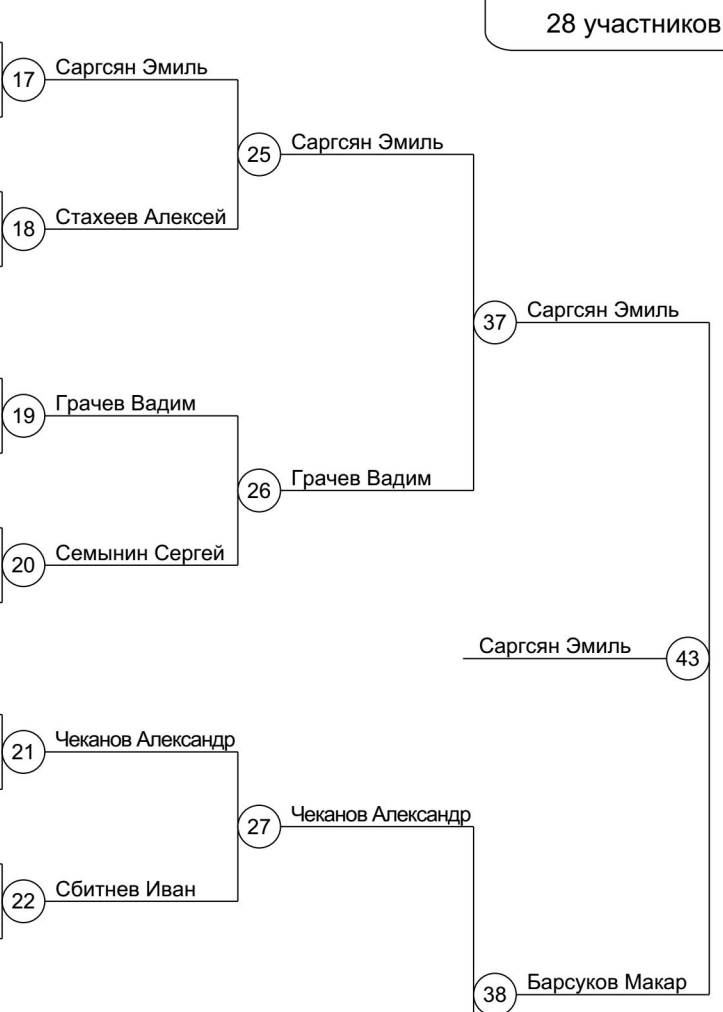 28 участников
17 Саргсян Эмиль
25 Саргсян Эмиль
18 Стахеев Алексей
37 Саргсян Эмиль
19 Грачев Вадим
26 Грачев Вадим
20 Семынин Сергей
Саргсян Эмиль 43
21 Чеканов Александр
27 Чеканов Александр
22 Сбитнев Иван
38 Барсуков Макар